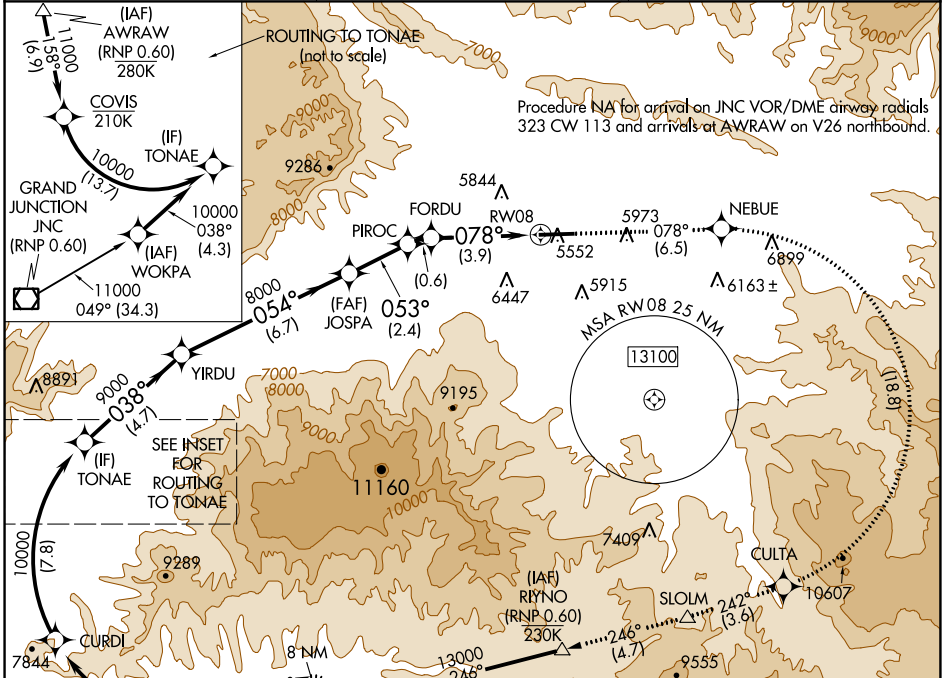 (IAF)
AWRAW
(RNP 0.60)
280K
11000
158°
(6.9)
COVIS
210K
10000
(13.7)
(IF)
TONAE
GRAND
JUNCTION
JNC
(RNP 0.60)
10000
038°
(4.3)
(IAF)
WOKPA
11000
049° (34.3)
ROUTING TO TONAE
(not to scale)
7000
9000
9000
8000
9286
Procedure NA for arrival on JNC VOR/DME airway radials
323 CW 113 and arrivals at AWRAW on V26 northbound.
5844
FORDU
PIROC
078°
(3.9)
(0.6)
RW08
5552
5973
078°
(6.5)
NEBUE
6899
6447
5915
6163 ±
8000
054°
(6.7)
(FAF)
JOSPA
053°
(2.4)
MSA RW08 25 NM
13100
(18.8)
YIRDU
8891
9000
038°
(4.7)
7000
8000
9000
9195
11160
10000
(IF)
TONAE
SEE INSET
FOR
ROUTING
TO TONAE
10000
(7.8)
9289
CURDI
7844
8 NM
7409
CULTA
10607
(IAF)
RIYNO
(RNP 0.60)
230K
SLOLM
242°
(3.6)
246°
(4.7)
13000
246°
9555